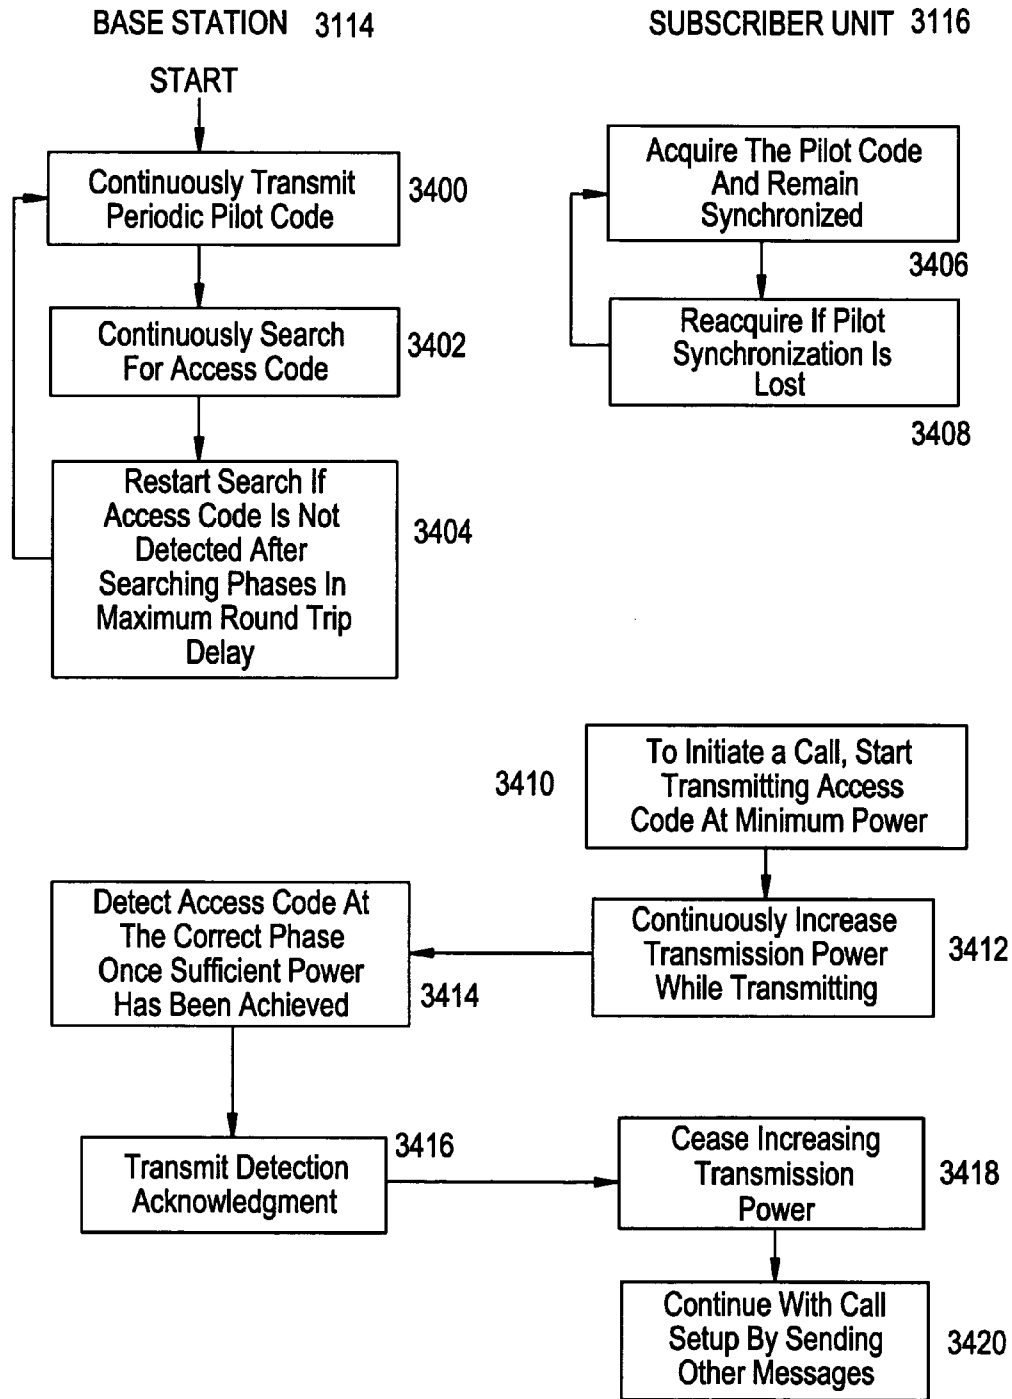 BASE STATION 3114
SUBSCRIBER UNIT 3116
START
Continuously Transmit
Periodic Pilot Code
3400
Acquire The Pilot Code
And Remain
Synchronized
3406
Continuously Search
For Access Code
3402
Reacquire If Pilot
Synchronization Is
Lost
3408
Restart Search If
Access Code Is Not
Detected After
Searching Phases In
Maximum Round Trip
Delay
3404
3410
To Initiate a Call, Start
Transmitting Access
Code At Minimum Power
Continuously Increase
Transmission Power
While Transmitting
3412
Detect Access Code At
The Correct Phase
Once Sufficient Power
Has Been Achieved
3414
Transmit Detection
Acknowledgment
3416
Cease Increasing
Transmission
Power
3418
Continue With Call
Setup By Sending
Other Messages
3420